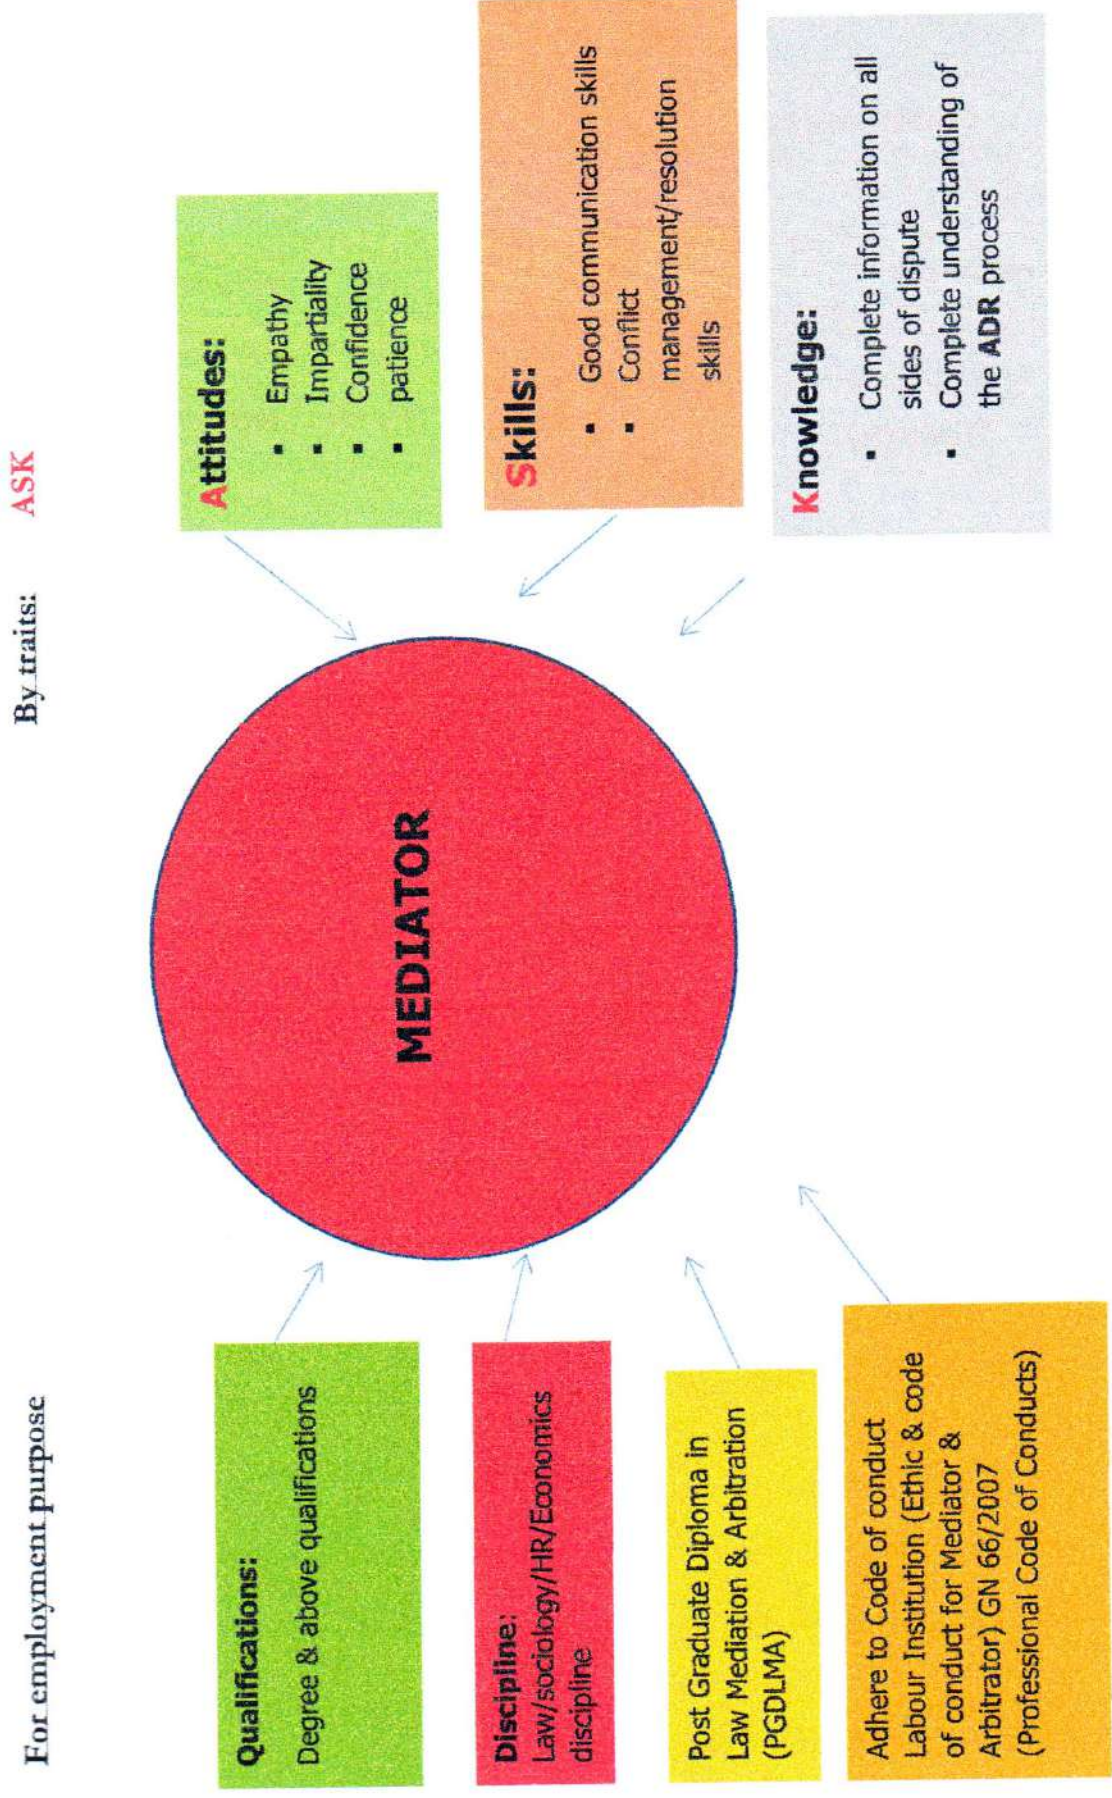 For employment purpose
By traits: ASK
Qualifications:
Degree & above qualifications
Discipline:
Law/sociology/HR/Economics
discipline
Post Graduate Diploma in
Law Mediation & Arbitration
(PGDLMA)
Adhere to Code of conduct
Labour Institution (Ethic & code
of conduct for Mediator &
Arbitrator) GN 66/2007
(Professional Code of Conducts)
MEDIATOR
Attitudes:
▪ Empathy
▪ Impartiality
▪ Confidence
▪ patience
Skills:
▪ Good communication skills
▪ Conflict
management/resolution
skills
Knowledge:
▪ Complete information on all
sides of dispute
▪ Complete understanding of
the ADR process